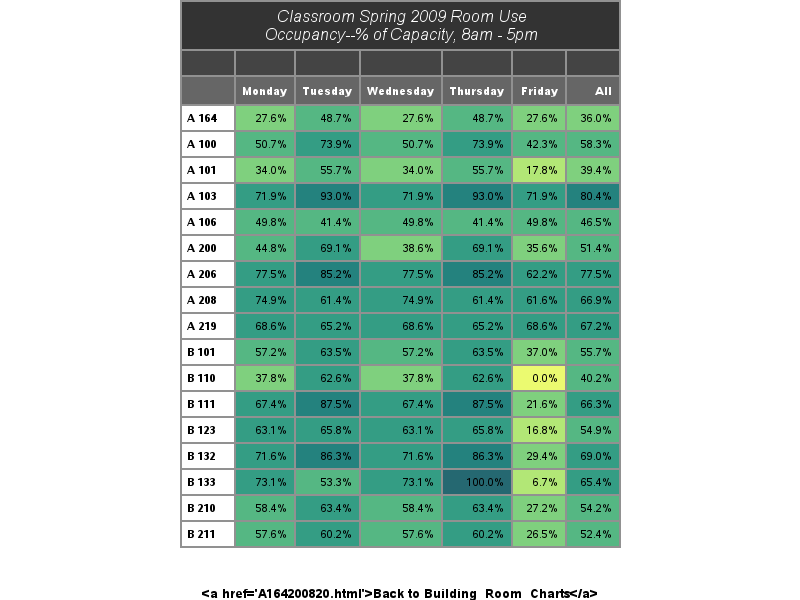 Classroom Spring 2009 Room Use
Occupancy--% of Capacity, 8am - 5pm
Monday Tuesday Wednesday Thursday Friday All
A 164 27.6% 48.7% 27.6% 48.7% 27.6% 36.0%
A 100 50.7% 73.9% 50.7% 73.9% 42.3% 58.3%
A 101 34.0% 55.7% 34.0% 55.7% 17.8% 39.4%
A 103 71.9% 93.0% 71.9% 93.0% 71.9% 80.4%
A 106 49.8% 41.4% 49.8% 41.4% 49.8% 46.5%
A 200 44.8% 69.1% 38.6% 69.1% 35.6% 51.4%
A 206 77.5% 85.2% 77.5% 85.2% 62.2% 77.5%
A 208 74.9% 61.4% 74.9% 61.4% 61.6% 66.9%
A 219 68.6% 65.2% 68.6% 65.2% 68.6% 67.2%
B 101 57.2% 63.5% 57.2% 63.5% 37.0% 55.7%
B 110 37.8% 62.6% 37.8% 62.6% 0.0% 40.2%
B 111 67.4% 87.5% 67.4% 87.5% 21.6% 66.3%
B 123 63.1% 65.8% 63.1% 65.8% 16.8% 54.9%
B 132 71.6% 86.3% 71.6% 86.3% 29.4% 69.0%
B 133 73.1% 53.3% 73.1% 100.0% 6.7% 65.4%
B 210 58.4% 63.4% 58.4% 63.4% 27.2% 54.2%
B 211 57.6% 60.2% 57.6% 60.2% 26.5% 52.4%
<a href='A164200820.html'>Back to Building_Room_Charts</a>